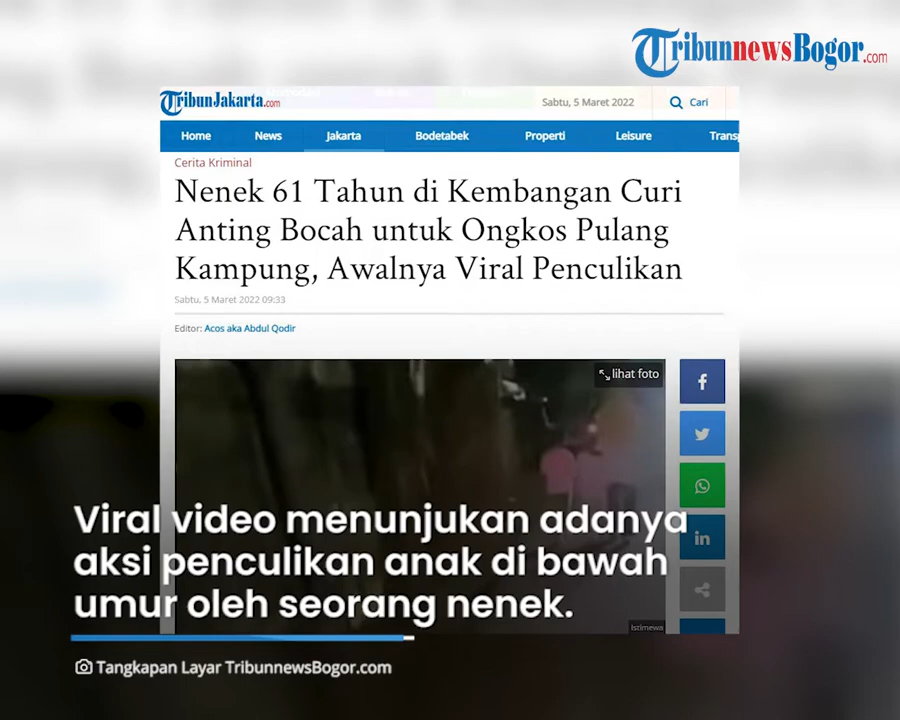 TribunnewsBogor.com
TribunJakarta.com
Sabtu, 5 Maret 2022
Cari
Home News Jakarta Bodetabek Properti Leisure Transp
Cerita Kriminal
Nenek 61 Tahun di Kembangan Curi
Anting Bocah untuk Ongkos Pulang
Kampung, Awalnya Viral Penculikan
Sabtu, 5 Maret 2022 09:33
Editor: Acos aka Abdul Qodir
lihat foto
Viral video menunjukan adanya
aksi penculikan anak di bawah
umur oleh seorang nenek.
Istimewa
Tangkapan Layar TribunnewsBogor.com